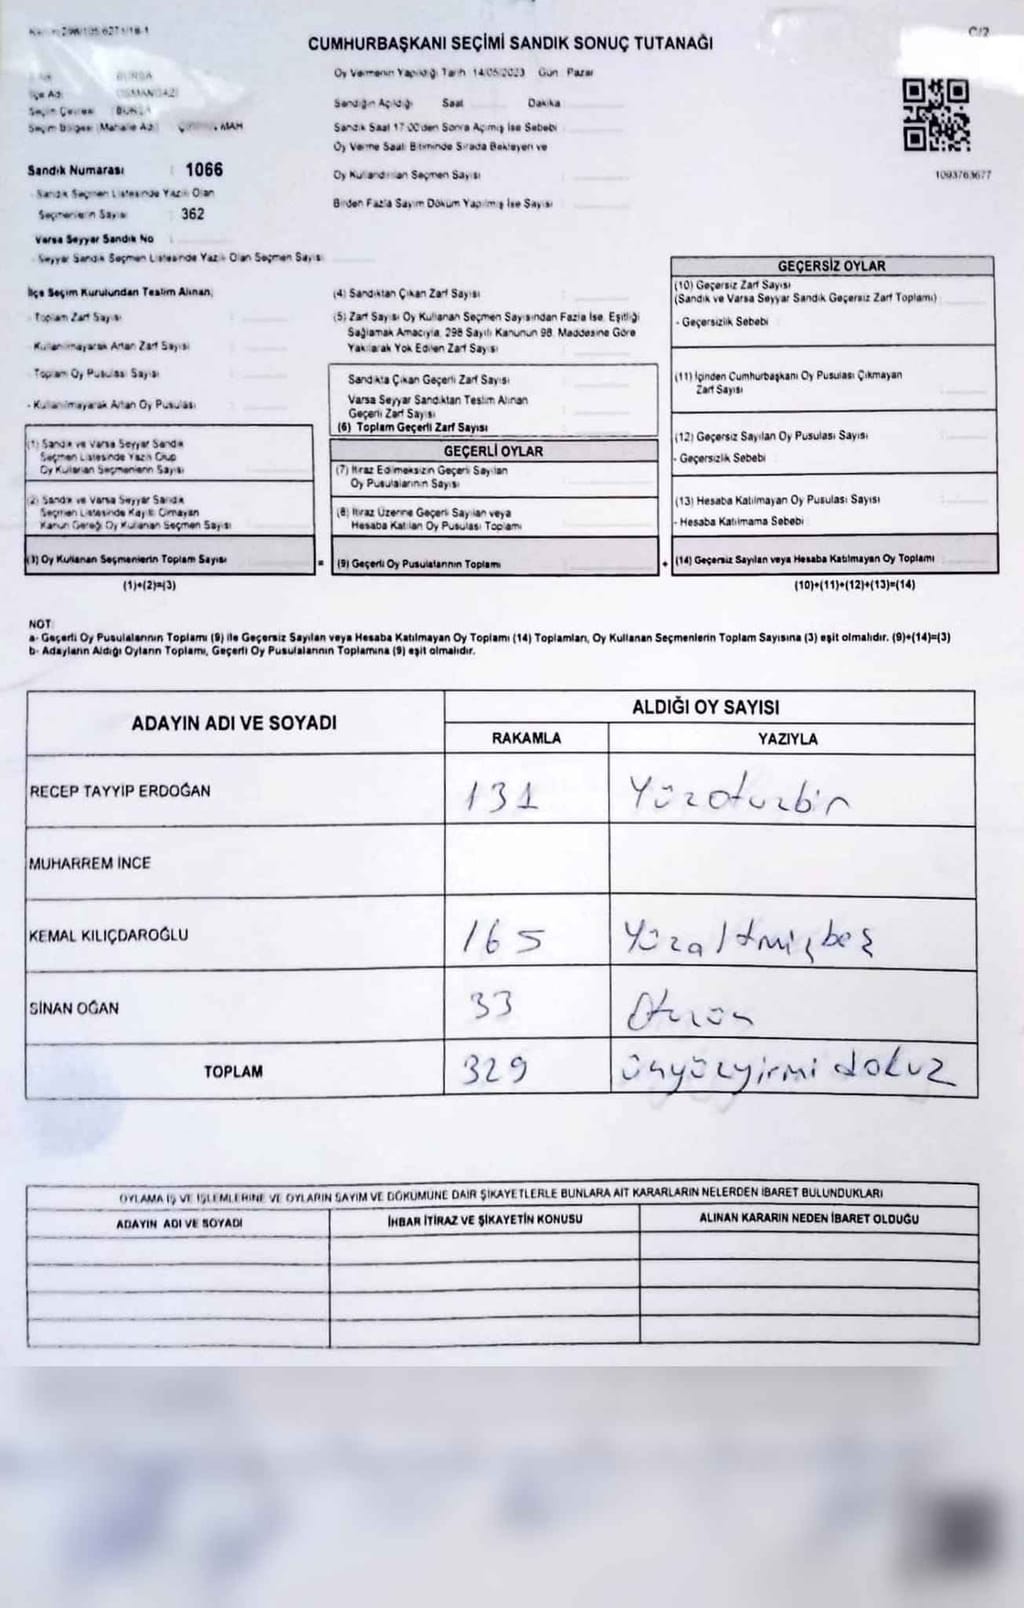 C/2
CUMHURBAŞKANI SEÇİMİ SANDIK SONUÇ TUTANAĞI
BURSA
İlçe Adı OSMANGAZİ
Seçim Çevresi BURSA
Seçim Bölgesi (Mahalle Adı) MAH
Sandık Numarası : 1066
Sandık Seçmen Listesinde Yazılı Olan
Seçmenlerin Sayısı : 362
Varsa Seyyar Sandık No
Seyyar Sandık Seçmen Listesinde Yazılı Olan Seçmen Sayısı
Oy Vermenin Yapıldığı Tarih 14/05/2023 Gün Pazar
Sandığın Açıldığı Saat Dakika
Sandık Saat 17.00'den Sonra Açılmış İse Sebebi
Oy Verme Saati Bitiminde Sırada Bekleyen ve
Oy Kullandırılan Seçmen Sayısı
Birden Fazla Sayım Döküm Yapılmış İse Sayısı
1093763677
İlçe Seçim Kurulundan Teslim Alınan;
- Toplam Zarf Sayısı
- Kullanılmayarak Artan Zarf Sayısı
- Toplam Oy Pusulası Sayısı
- Kullanılmayarak Artan Oy Pusulası
(1) Sandık ve Varsa Seyyar Sandık
Seçmen Listesinde Yazılı Olup
Oy Kullanan Seçmenlerin Sayısı
(2) Sandık ve Varsa Seyyar Sandık
Seçmen Listesinde Kayıtlı Olmayan
Kanun Gereği Oy Kullanan Seçmen Sayısı
(3) Oy Kullanan Seçmenlerin Toplam Sayısı
(1)+(2)=(3)
(4) Sandıktan Çıkan Zarf Sayısı
(5) Zarf Sayısı Oy Kullanan Seçmen Sayısından Fazla İse, Eşitliği
Sağlamak Amacıyla, 298 Sayılı Kanunun 98. Maddesine Göre
Yakılarak Yok Edilen Zarf Sayısı
Sandıkta Çıkan Geçerli Zarf Sayısı
Varsa Seyyar Sandıktan Teslim Alınan
Geçerli Zarf Sayısı
(6) Toplam Geçerli Zarf Sayısı
GEÇERLİ OYLAR
(7) İtiraz Edilmeksizin Geçerli Sayılan
Oy Pusulalarının Sayısı
(8) İtiraz Üzerine Geçerli Sayılan veya
Hesaba Katılan Oy Pusulası Toplamı
= (9) Geçerli Oy Pusulalarının Toplamı
GEÇERSİZ OYLAR
(10) Geçersiz Zarf Sayısı
(Sandık ve Varsa Seyyar Sandık Geçersiz Zarf Toplamı)
- Geçersizlik Sebebi
(11) İçinden Cumhurbaşkanı Oy Pusulası Çıkmayan
Zarf Sayısı
(12) Geçersiz Sayılan Oy Pusulası Sayısı
- Geçersizlik Sebebi
(13) Hesaba Katılmayan Oy Pusulası Sayısı
- Hesaba Katılmama Sebebi
+ (14) Geçersiz Sayılan veya Hesaba Katılmayan Oy Toplamı
(10)+(11)+(12)+(13)=(14)
NOT:
a- Geçerli Oy Pusulalarının Toplamı (9) ile Geçersiz Sayılan veya Hesaba Katılmayan Oy Toplamı (14) Toplamları, Oy Kullanan Seçmenlerin Toplam Sayısına (3) eşit olmalıdır. (9)+(14)=(3)
b- Adayların Aldığı Oyların Toplamı, Geçerli Oy Pusulalarının Toplamına (9) eşit olmalıdır.
ADAYIN ADI VE SOYADI ALDIĞI OY SAYISI
RAKAMLA YAZIYLA
RECEP TAYYİP ERDOĞAN 131 Yüzotuzbir
MUHARREM İNCE
KEMAL KILIÇDAROĞLU 165 Yüzaltmışbeş
SİNAN OĞAN 33
TOPLAM 329 üçyüzyirmidokuz
OYLAMA İŞ VE İŞLEMLERİNE VE OYLARIN SAYIM VE DÖKÜMÜNE DAİR ŞİKAYETLERLE BUNLARA AİT KARARLARIN NELERDEN İBARET BULUNDUKLARI
ADAYIN ADI VE SOYADI İHBAR İTİRAZ VE ŞİKAYETİN KONUSU ALINAN KARARIN NEDEN İBARET OLDUĞU